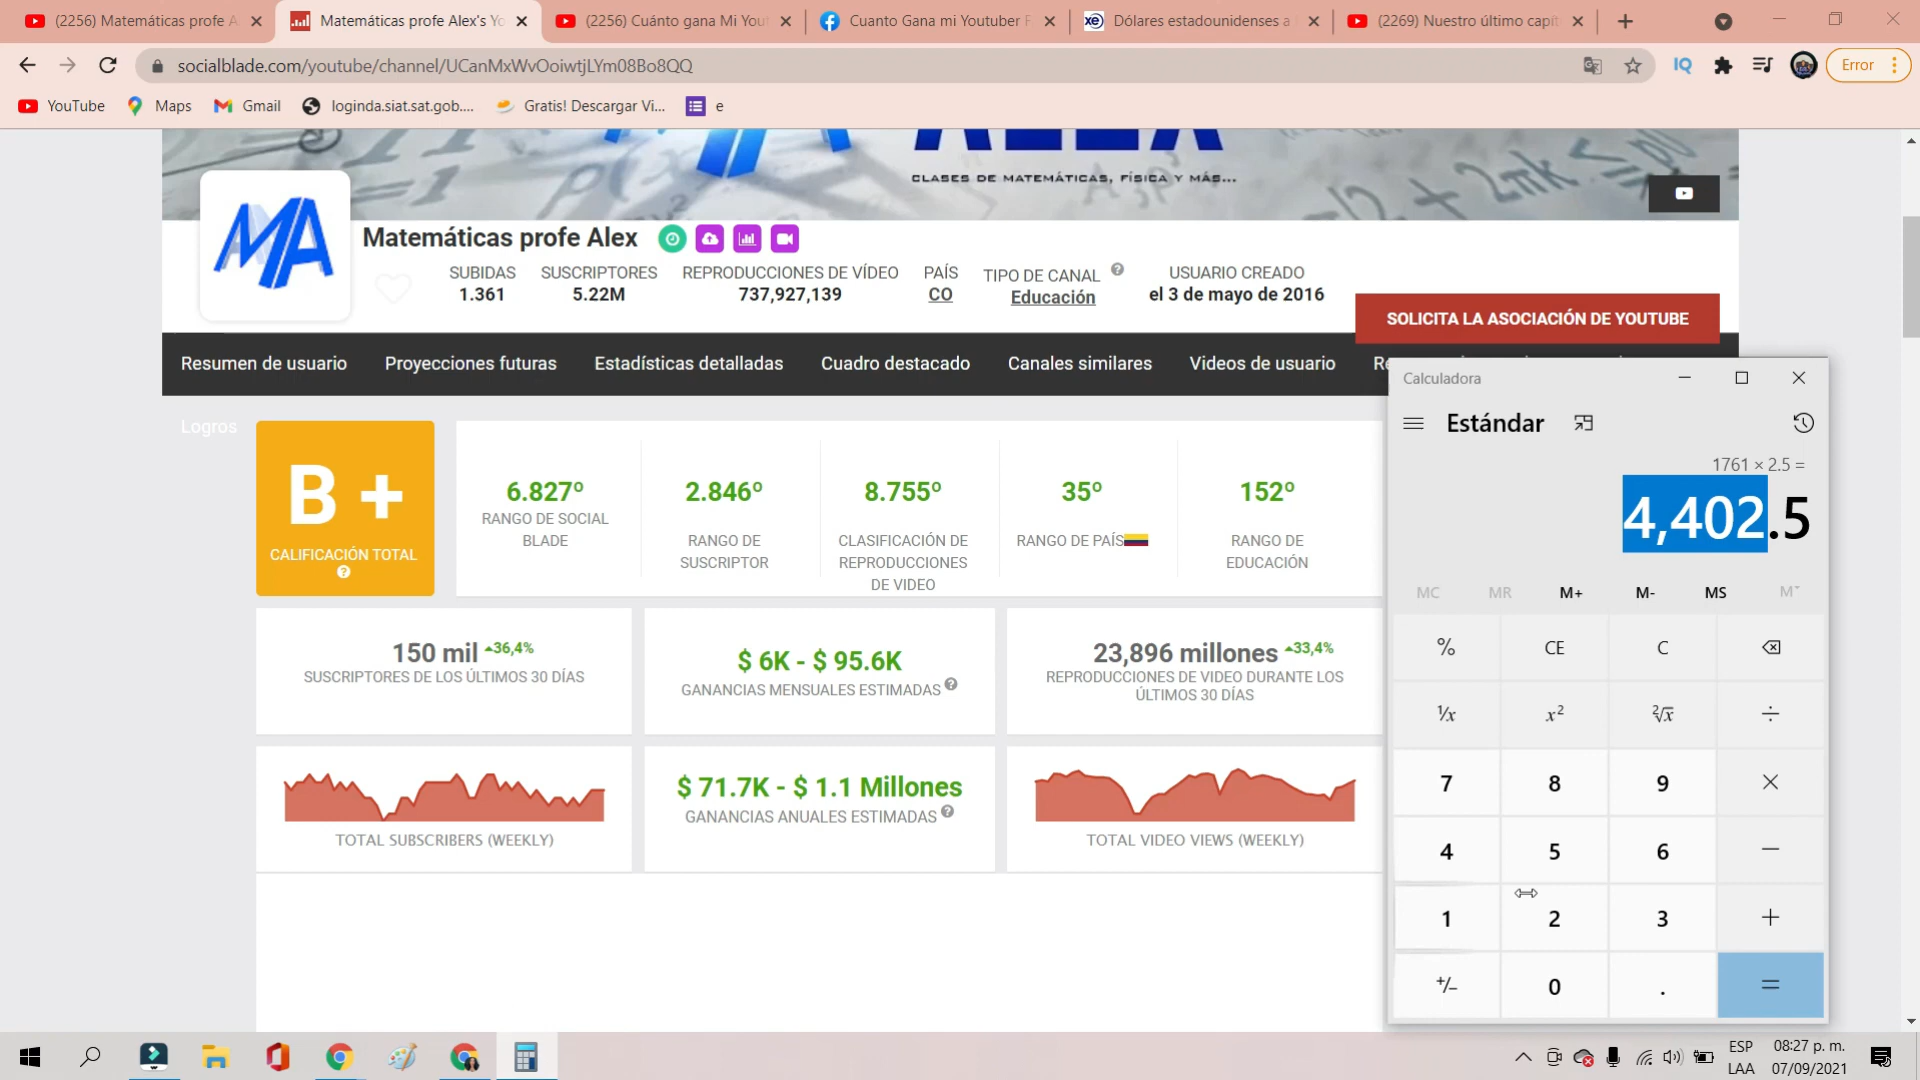 (2256) Matemáticas profe A
Matemáticas profe Alex's Yo
(2256) Cuánto gana Mi Yout
Cuanto Gana mi Youtuber F
Dólares estadounidenses a
(2269) Nuestro último capít
socialblade.com/youtube/channel/UCanMxWvOoiwtjLYm08Bo8QQ
Error
YouTube
Maps
Gmail
loginda.siat.sat.gob....
Gratis! Descargar Vi...
e
CLASES DE MATEMÁTICAS, FÍSICA Y MÁS...
MA
Matemáticas profe Alex
SUBIDAS
1.361
SUSCRIPTORES
5.22M
REPRODUCCIONES DE VÍDEO
737,927,139
PAÍS
CO
TIPO DE CANAL
Educación
USUARIO CREADO
el 3 de mayo de 2016
SOLICITA LA ASOCIACIÓN DE YOUTUBE
Resumen de usuario
Proyecciones futuras
Estadísticas detalladas
Cuadro destacado
Canales similares
Videos de usuario
Logros
B +
CALIFICACIÓN TOTAL
6.827º
RANGO DE SOCIAL
BLADE
2.846º
RANGO DE
SUSCRIPTOR
8.755º
CLASIFICACIÓN DE
REPRODUCCIONES
DE VIDEO
35º
RANGO DE PAÍS
152º
RANGO DE
EDUCACIÓN
150 mil 36,4%
SUSCRIPTORES DE LOS ÚLTIMOS 30 DÍAS
$ 6K - $ 95.6K
GANANCIAS MENSUALES ESTIMADAS
23,896 millones 33,4%
REPRODUCCIONES DE VIDEO DURANTE LOS
ÚLTIMOS 30 DÍAS
TOTAL SUBSCRIBERS (WEEKLY)
$ 71.7K - $ 1.1 Millones
GANANCIAS ANUALES ESTIMADAS
TOTAL VIDEO VIEWS (WEEKLY)
Calculadora
Estándar
1761 × 2.5 =
4,402.5
MC MR M+ M- MS M
% CE C
¹/x x² ²√x ÷
7 8 9 ×
4 5 6 −
1 2 3 +
+/− 0 . =
ESP
LAA
08:27 p. m.
07/09/2021